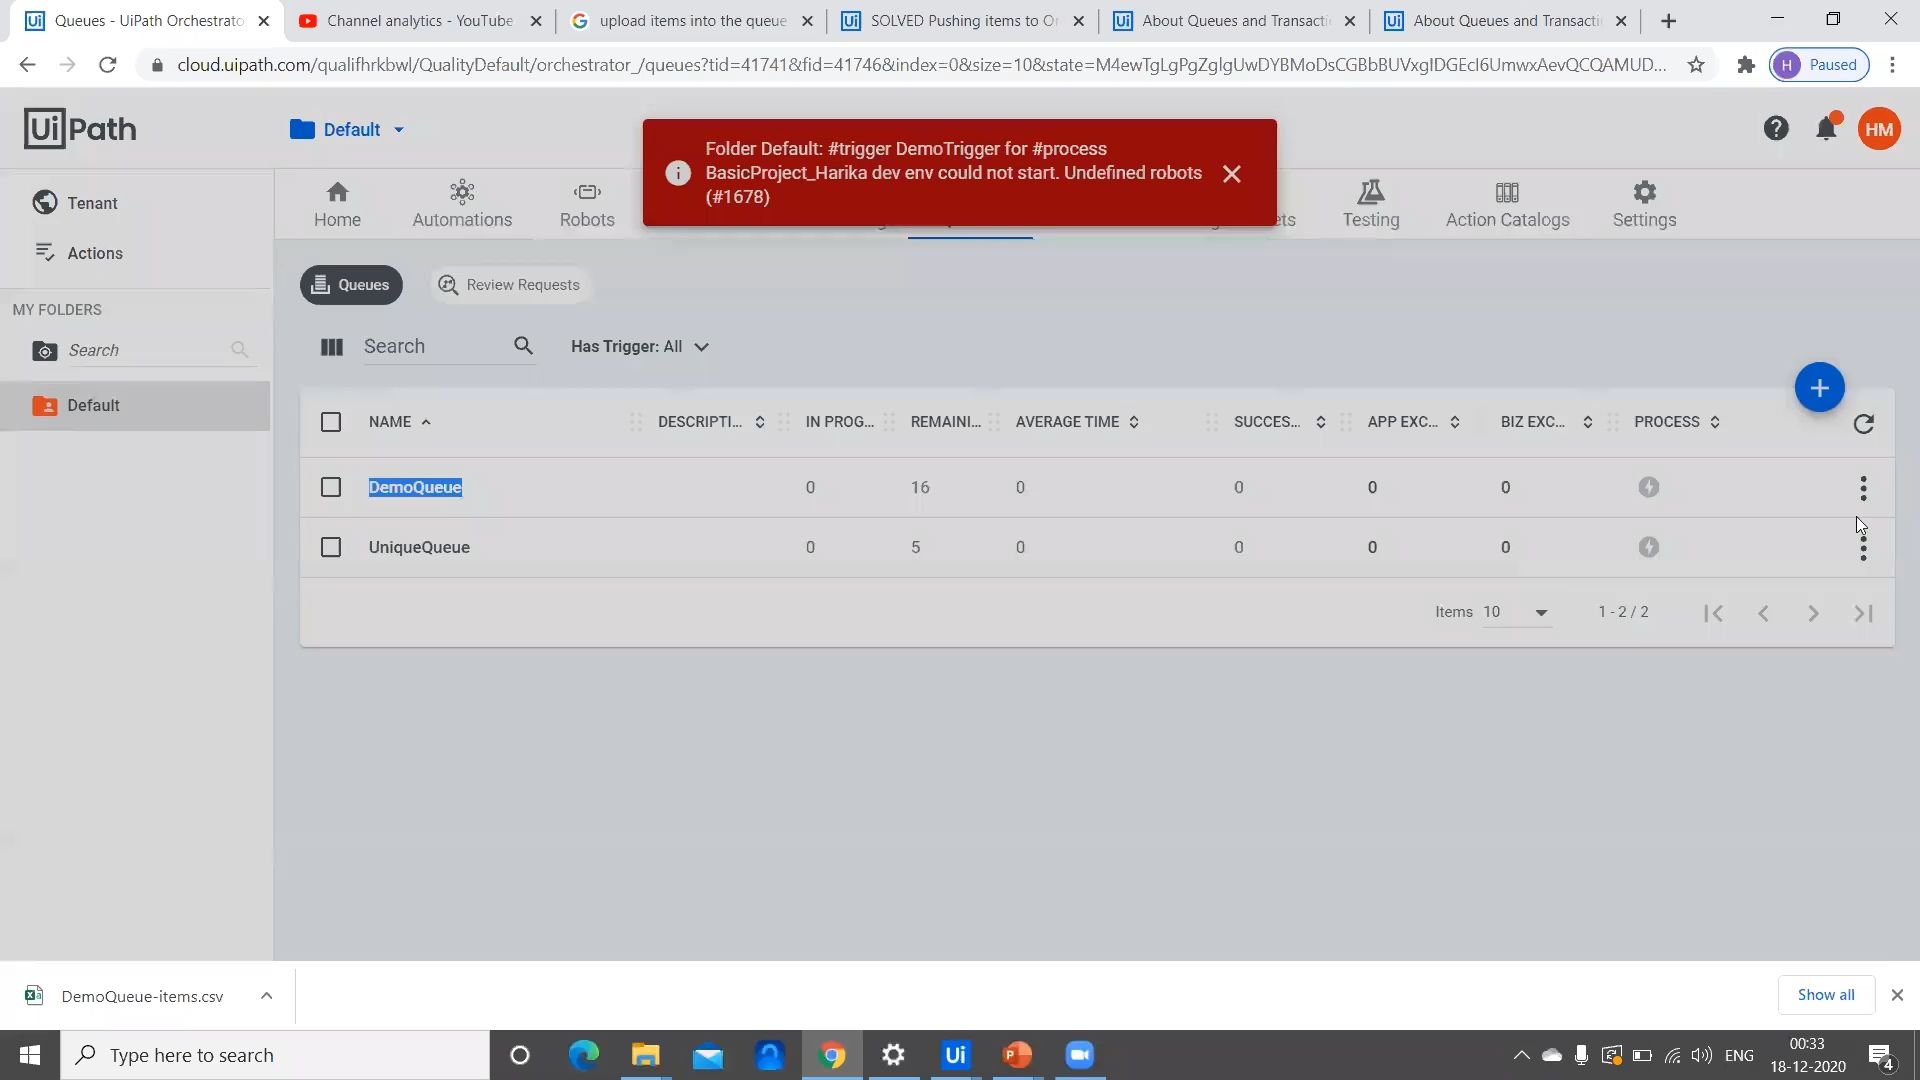 Queues - UiPath Orchestrato
Channel analytics - YouTube
upload items into the queue
SOLVED Pushing items to Or
About Queues and Transacti
About Queues and Transacti
cloud.uipath.com/qualifhrkbwl/QualityDefault/orchestrator_/queues?tid=41741&fid=41746&index=0&size=10&state=M4ewTgLgPgZglgUwDYBMoDsCGBbBUVxgIDGEcI6UmwxAevQCQAMUD...
H Paused
UiPath
Default
Folder Default: #trigger DemoTrigger for #process
BasicProject_Harika dev env could not start. Undefined robots
(#1678)
HM
Tenant
Actions
Home
Automations
Robots
ets
Testing
Action Catalogs
Settings
Queues
Review Requests
MY FOLDERS
Search
Default
Search
Has Trigger: All
NAME
DESCRIPTI...
IN PROG...
REMAINI...
AVERAGE TIME
SUCCES...
APP EXC...
BIZ EXC...
PROCESS
DemoQueue 0 16 0 0 0 0
UniqueQueue 0 5 0 0 0 0
Items 10 1 - 2 / 2
DemoQueue-items.csv
Show all
Type here to search
ENG
00:33
18-12-2020
4